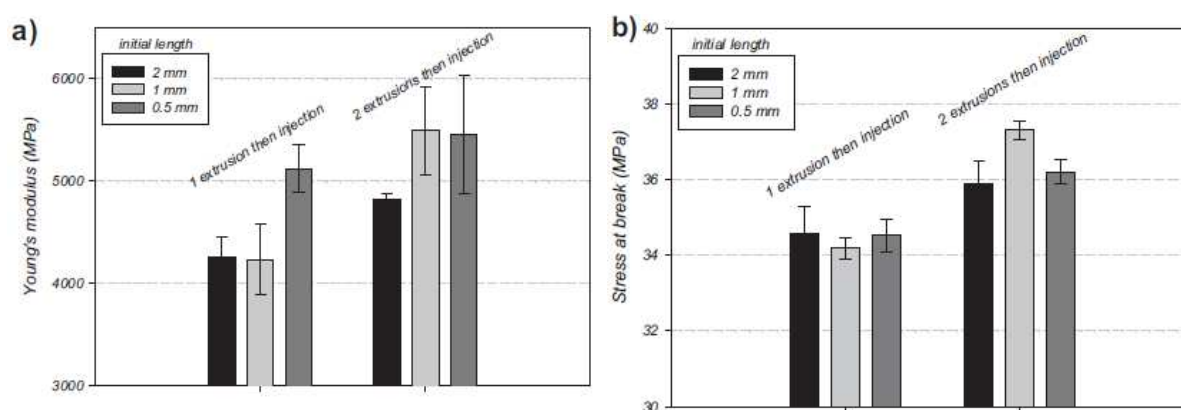 a)
initial length
2 mm
1 mm
0.5 mm
1 extrusion then injection
2 extrusions then injection
Young's modulus (MPa)
6000
5000
4000
3000
b)
initial length
2 mm
1 mm
0.5 mm
1 extrusion then injection
2 extrusions then injection
Stress at break (MPa)
40
38
36
34
32
30